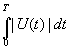 ∫₀ᵀ | U(t) | dt